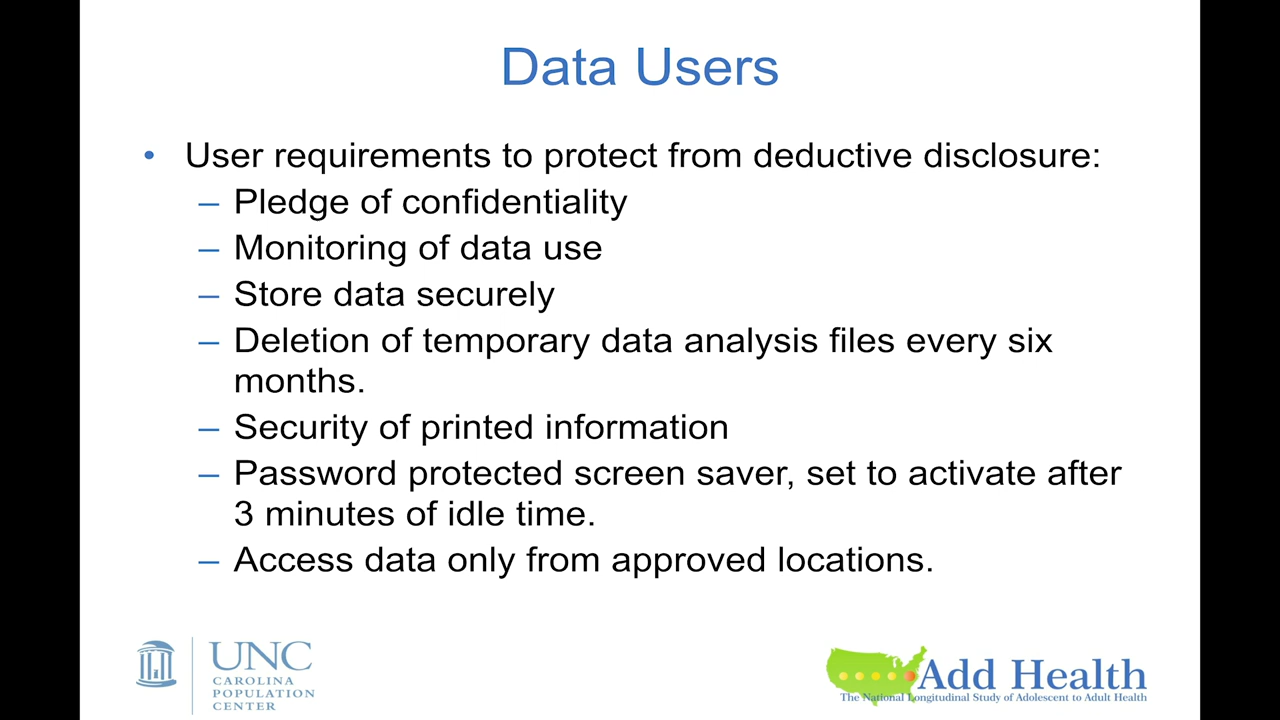 Data Users
• User requirements to protect from deductive disclosure:
– Pledge of confidentiality
– Monitoring of data use
– Store data securely
– Deletion of temporary data analysis files every six
months.
– Security of printed information
– Password protected screen saver, set to activate after
3 minutes of idle time.
– Access data only from approved locations.
UNC
CAROLINA
POPULATION
CENTER
Add Health
The National Longitudinal Study of Adolescent to Adult Health